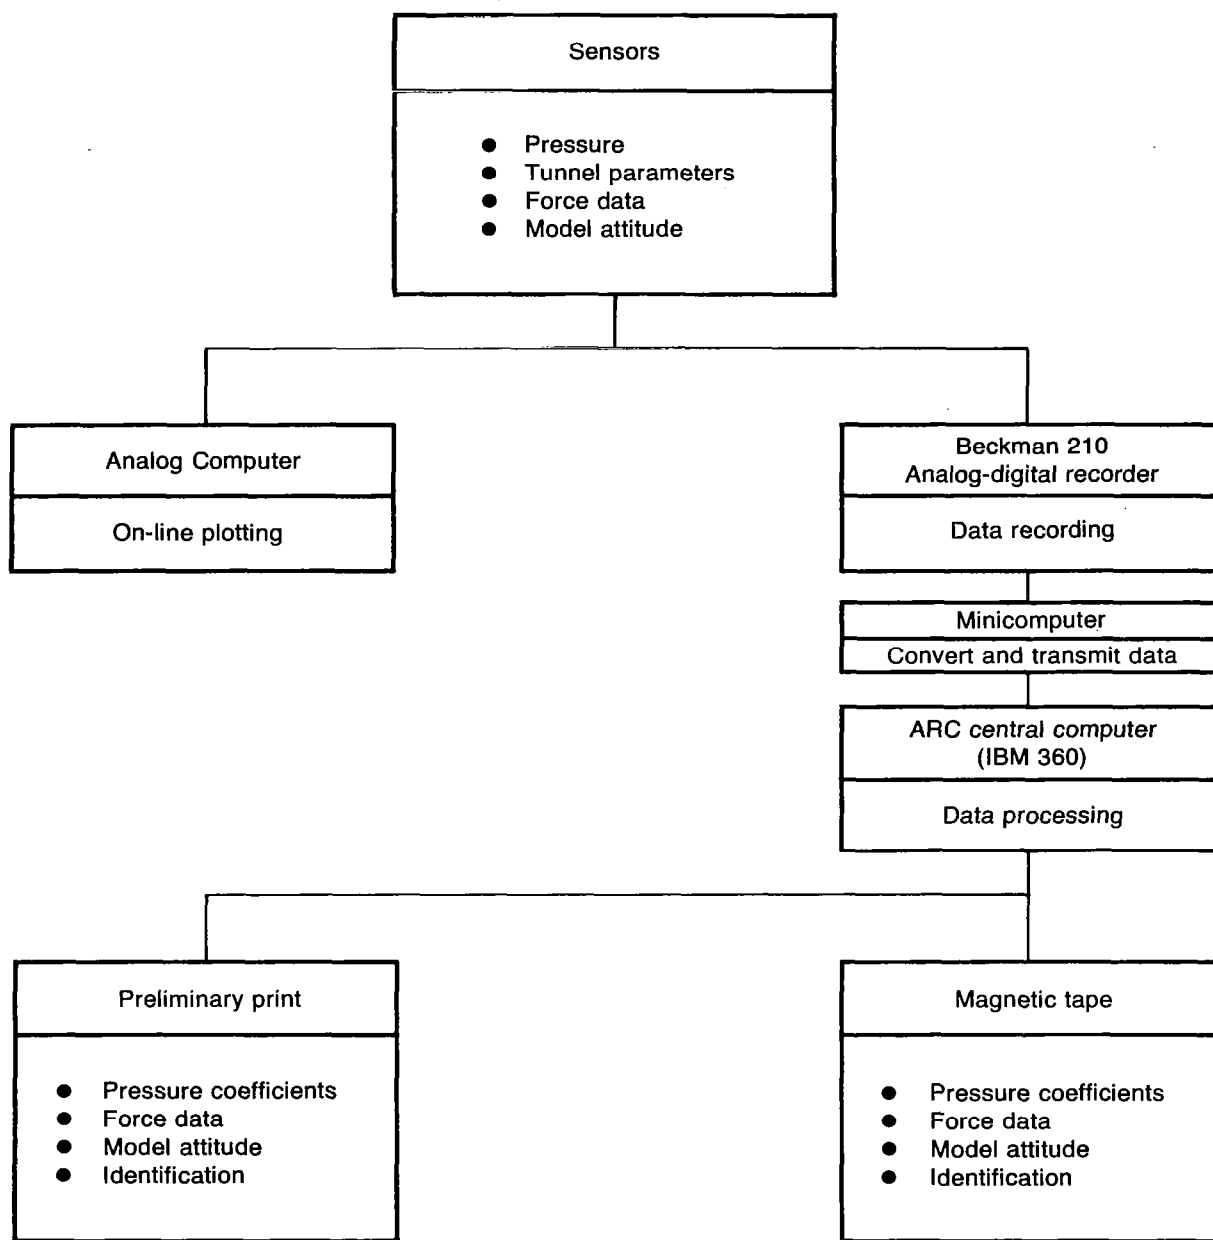 Sensors
● Pressure
● Tunnel parameters
● Force data
● Model attitude
Analog Computer
On-line plotting
Beckman 210
Analog-digital recorder
Data recording
Minicomputer
Convert and transmit data
ARC central computer
(IBM 360)
Data processing
Preliminary print
● Pressure coefficients
● Force data
● Model attitude
● Identification
Magnetic tape
● Pressure coefficients
● Force data
● Model attitude
● Identification